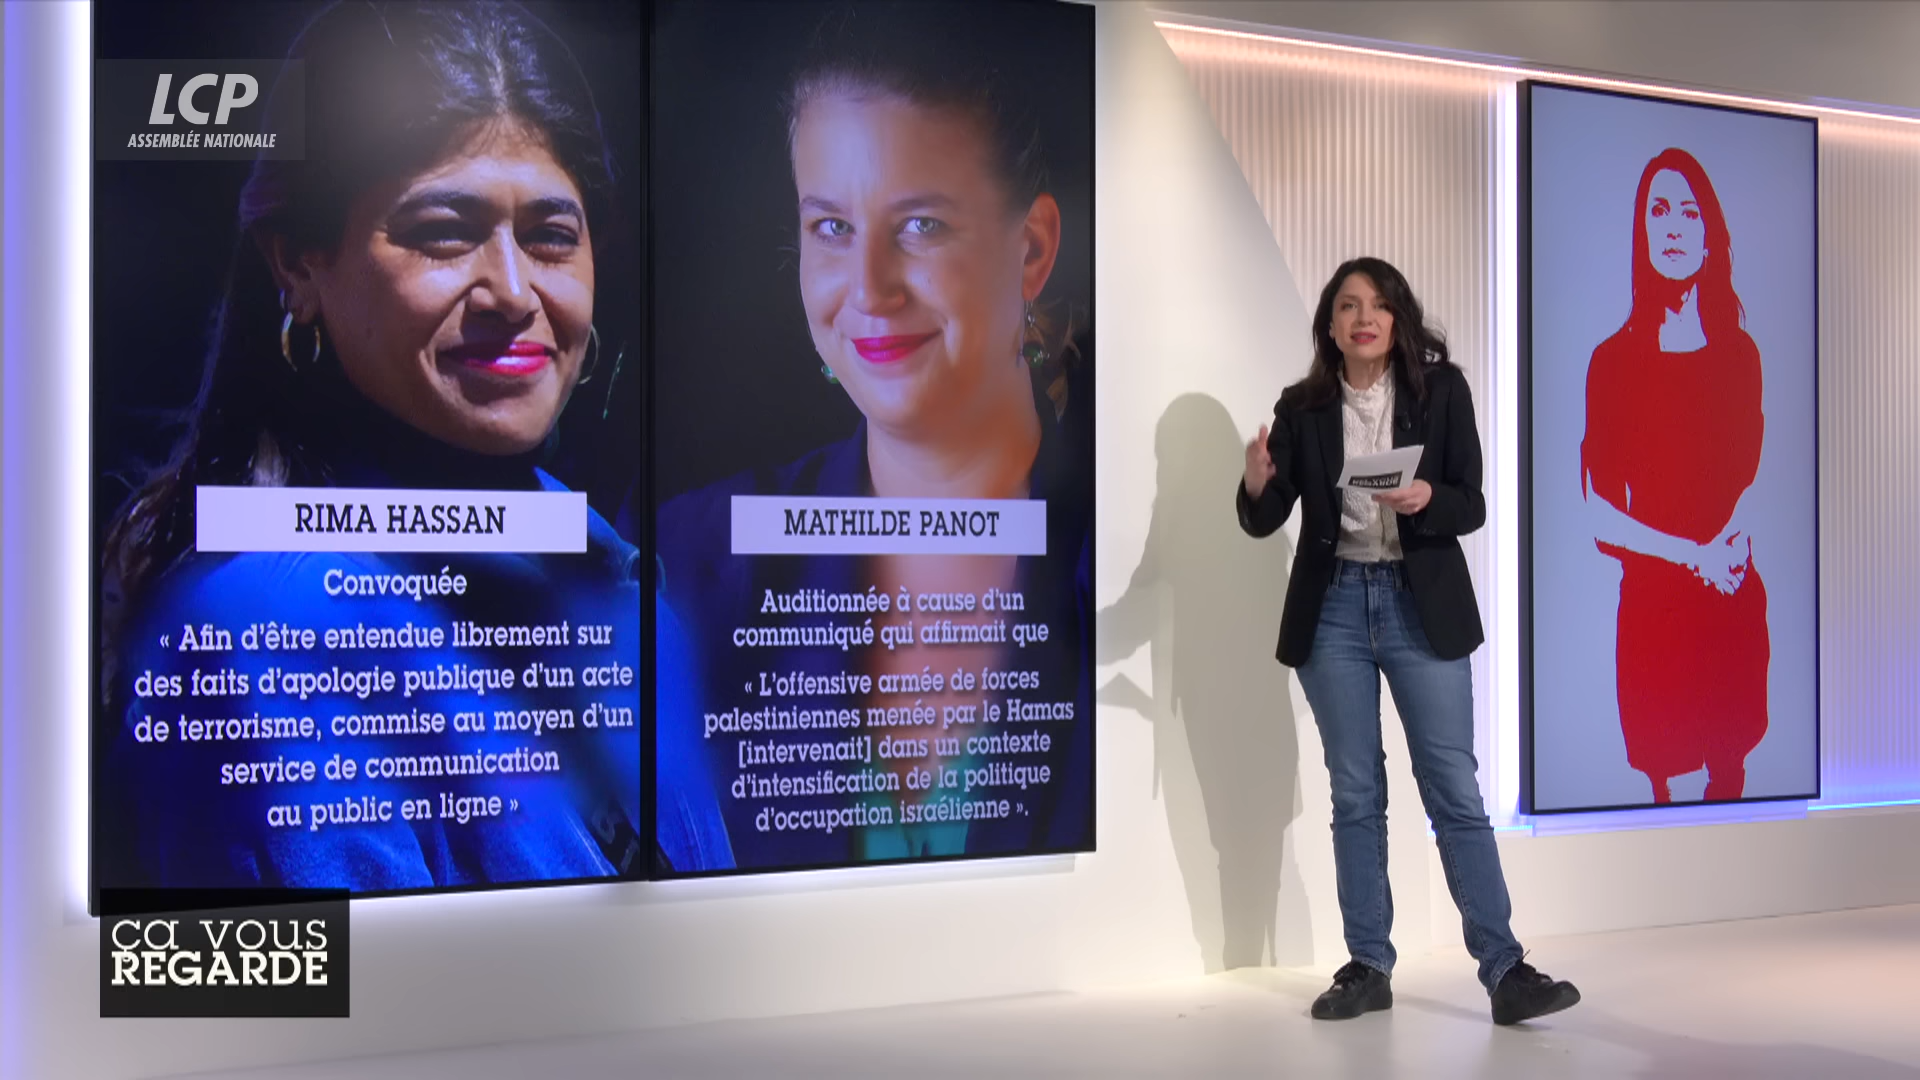 LCP
ASSEMBLÉE NATIONALE
RIMA HASSAN
Convoquée
« Afin d'être entendue librement sur
des faits d'apologie publique d'un acte
de terrorisme, commise au moyen d'un
service de communication
au public en ligne »
MATHILDE PANOT
Auditionnée à cause d'un
communiqué qui affirmait que
« L'offensive armée de forces
palestiniennes menée par le Hamas
[intervenait] dans un contexte
d'intensification de la politique
d'occupation israélienne ».
ça vous
REGARDE